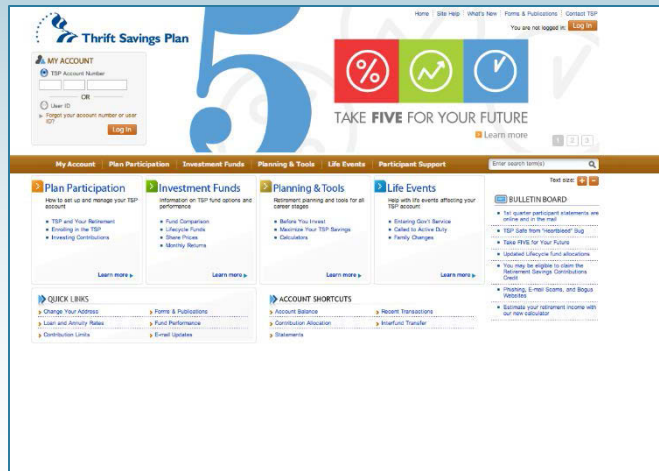 Home | Site Help | What's New | Forms & Publications | Contact TSP
You are not logged in. Log In
Thrift Savings Plan
MY ACCOUNT
TSP Account Number
OR
User ID
Forgot your account number or user ID?
Log In
5
TAKE FIVE FOR YOUR FUTURE
Learn more
1 2 3
My Account | Plan Participation | Investment Funds | Planning & Tools | Life Events | Participant Support
Enter search term(s)
Text size: + -
Plan Participation
How to set up and manage your TSP
account
TSP and Your Retirement
Enrolling in the TSP
Investing Contributions
Learn more
Investment Funds
Information on TSP fund options and
performance
Fund Comparison
Lifecycle Funds
Share Prices
Monthly Returns
Learn more
Planning & Tools
Retirement planning and tools for all
career stages
Before You Invest
Maximize Your TSP Savings
Calculators
Learn more
Life Events
Help with life events affecting your
TSP account
Entering Gov't Service
Called to Active Duty
Family Changes
Learn more
BULLETIN BOARD
1st quarter participant statements are
online and in the mail
TSP Safe from "Heartbleed" Bug
Take FIVE for Your Future
Updated Lifecycle fund allocations
You may be eligible to claim the
Retirement Savings Contributions
Credit
Phishing, E-mail Scams, and Bogus
Websites
Estimate your retirement income with
our new calculator
QUICK LINKS
Change Your Address
Loan and Annuity Rates
Contribution Limits
Forms & Publications
Fund Performance
E-mail Updates
ACCOUNT SHORTCUTS
Account Balance
Contribution Allocation
Statements
Recent Transactions
Interfund Transfer